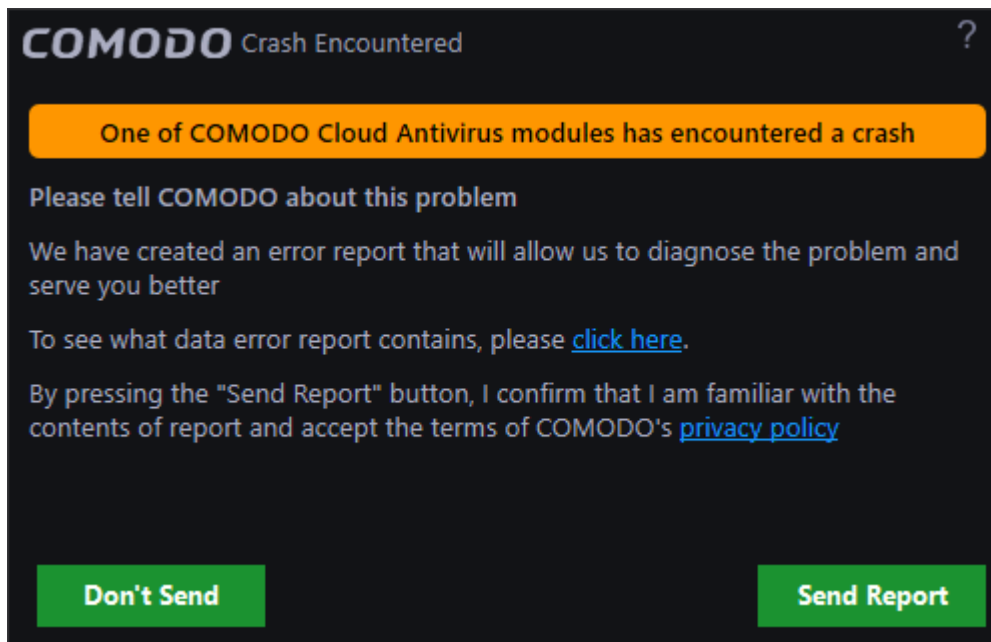 COMODO Crash Encountered ?
One of COMODO Cloud Antivirus modules has encountered a crash
Please tell COMODO about this problem
We have created an error report that will allow us to diagnose the problem and
serve you better
To see what data error report contains, please click here.
By pressing the "Send Report" button, I confirm that I am familiar with the
contents of report and accept the terms of COMODO's privacy policy
Don't Send Send Report